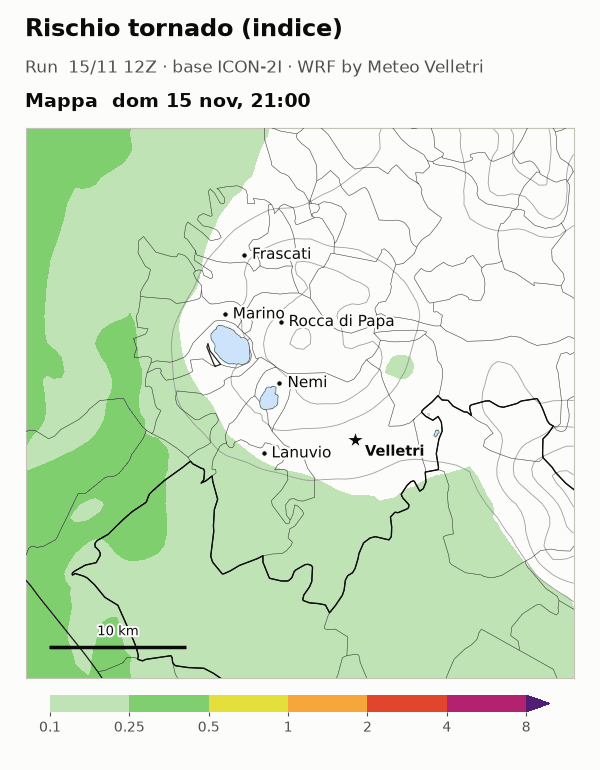 Rischio tornado (indice)
Run  15/11 12Z · base ICON-2I · WRF by Meteo Velletri
Mappa  dom 15 nov, 21:00
Frascati
Marino
Rocca di Papa
Nemi
Velletri
Lanuvio
10 km
0.1 0.25 0.5 1 2 4 8